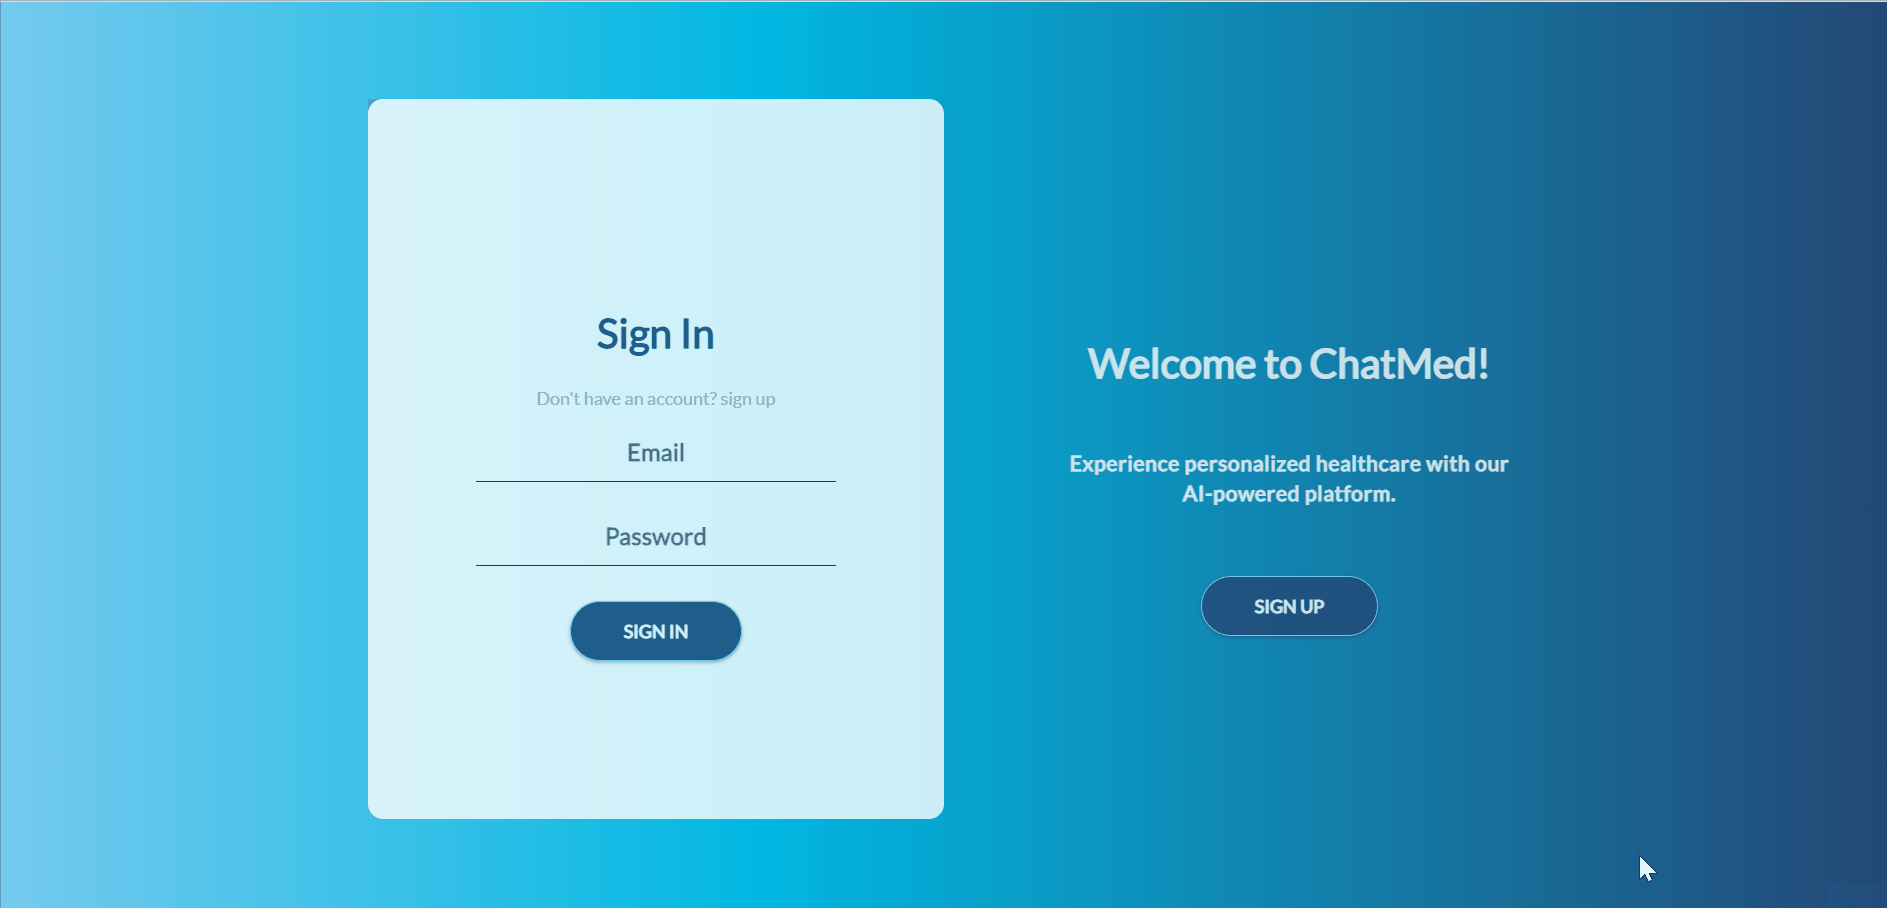 Sign In
Don't have an account? sign up
Email
Password
SIGN IN
Welcome to ChatMed!
Experience personalized healthcare with our
AI-powered platform.
SIGN UP